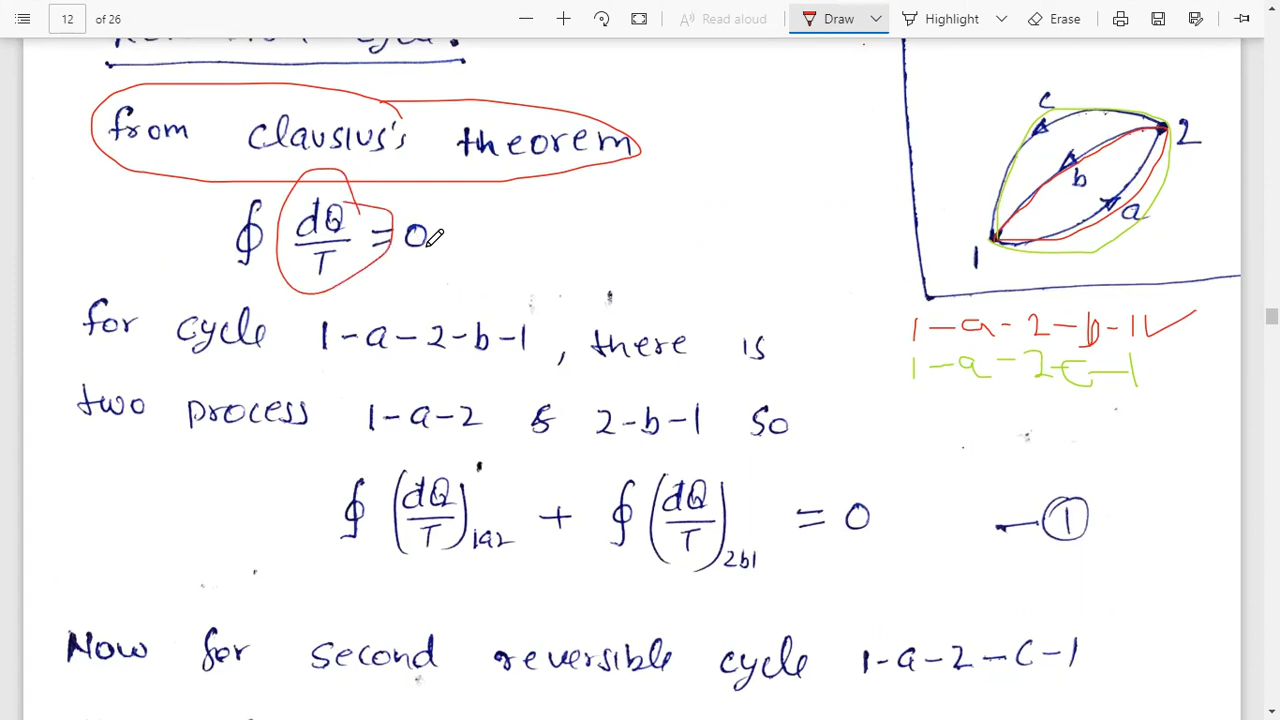 12 of 26 Read aloud Draw Highlight Erase
from clausius's theorem
∮ dQ/T = 0
for cycle 1-a-2-b-1, there is
two process 1-a-2 & 2-b-1 so
∮ (dQ/T)1a2 + ∮ (dQ/T)2b1 = 0 — ①
Now for second reversible cycle 1-a-2-c-1
c
2
b
a
1
1-a-2-b-1✓
1-a-2-c-1